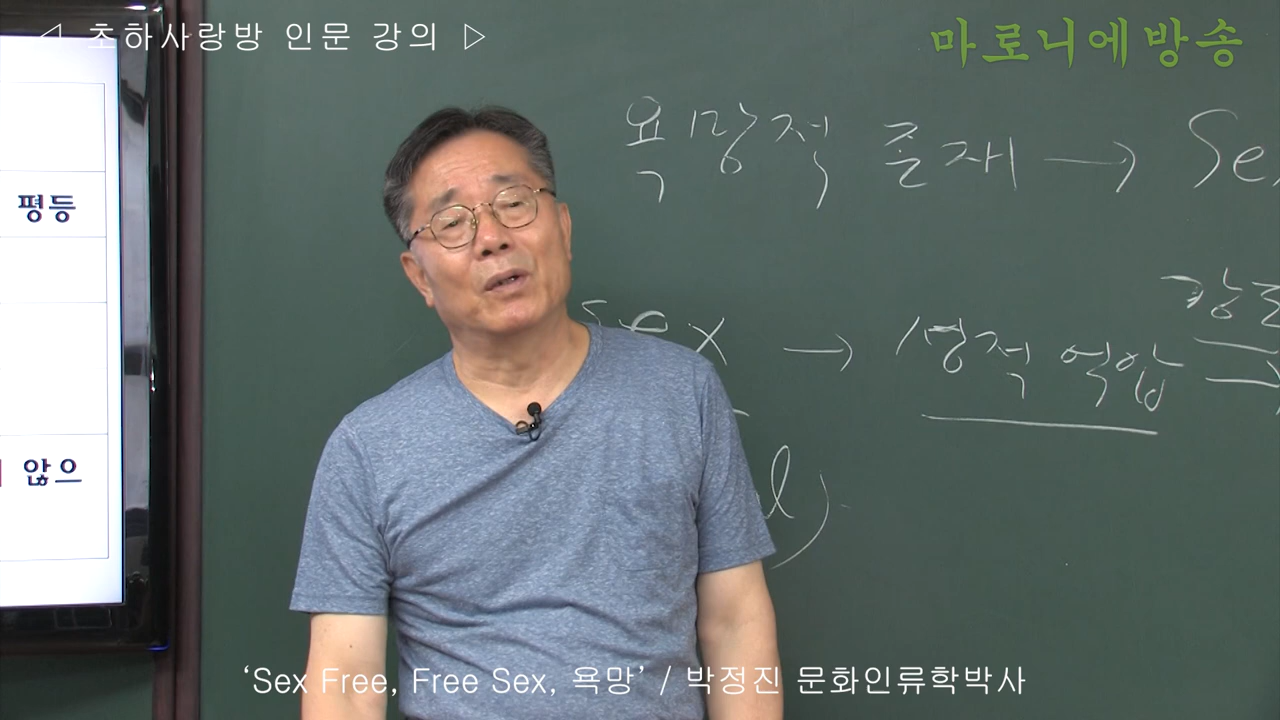 ◁ 초하사랑방 인문 강의 ▷
마로니에방송
평등
않으
욕망적 존재 → Sex
Sex → 성적 억압 →
‘Sex Free, Free Sex, 욕망’ / 박정진 문화인류학박사